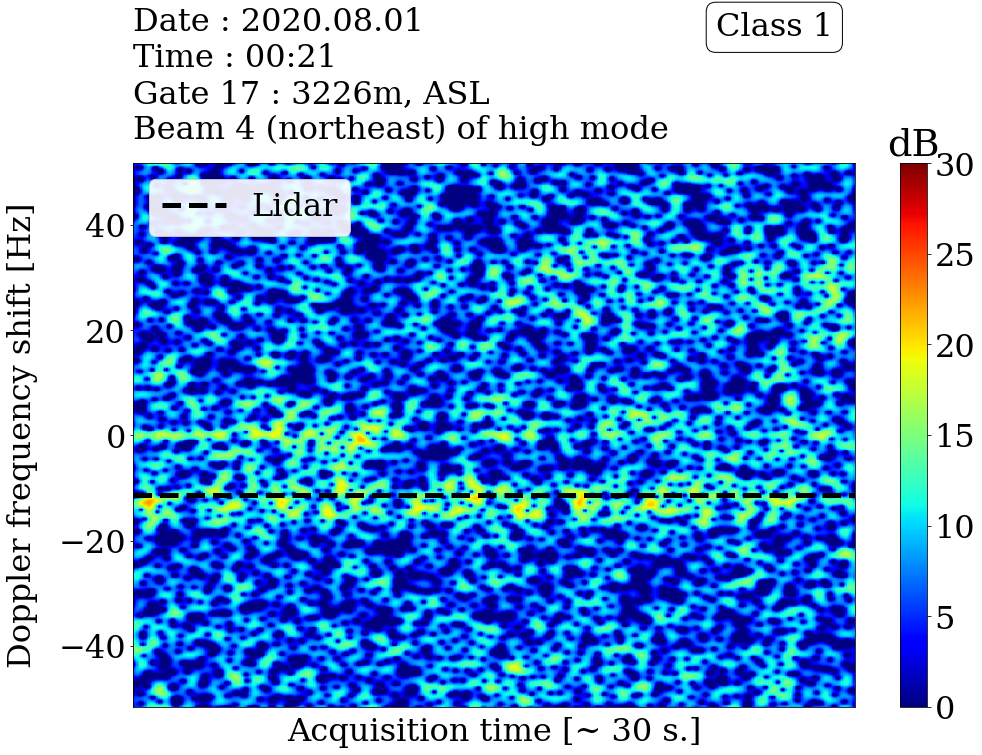 Date : 2020.08.01
Time : 00:21
Gate 17 : 3226m, ASL
Beam 4 (northeast) of high mode
Class 1
dB
Lidar
Doppler frequency shift [Hz]
40
20
0
−20
−40
30
25
20
15
10
5
0
Acquisition time [~ 30 s.]